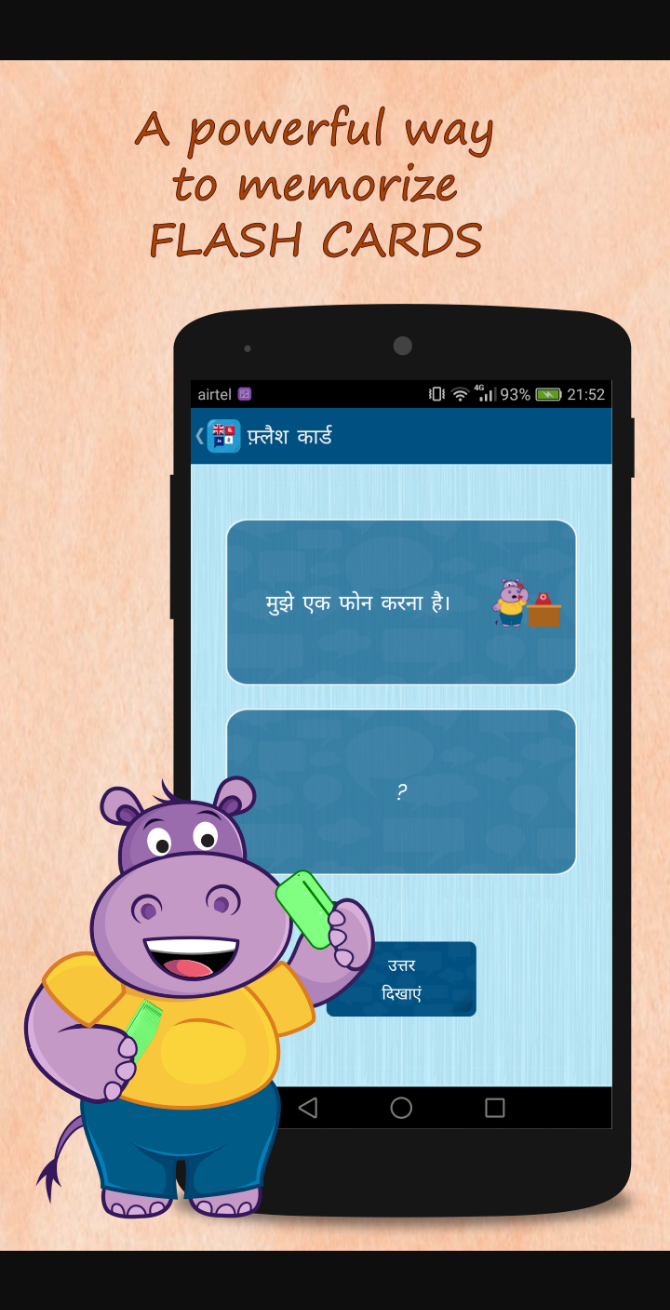 A powerful way
to memorize
FLASH CARDS
airtel 4G 93% 21:52
फ़्लैश कार्ड
मुझे एक फोन करना है।
?
उत्तर
दिखाएं